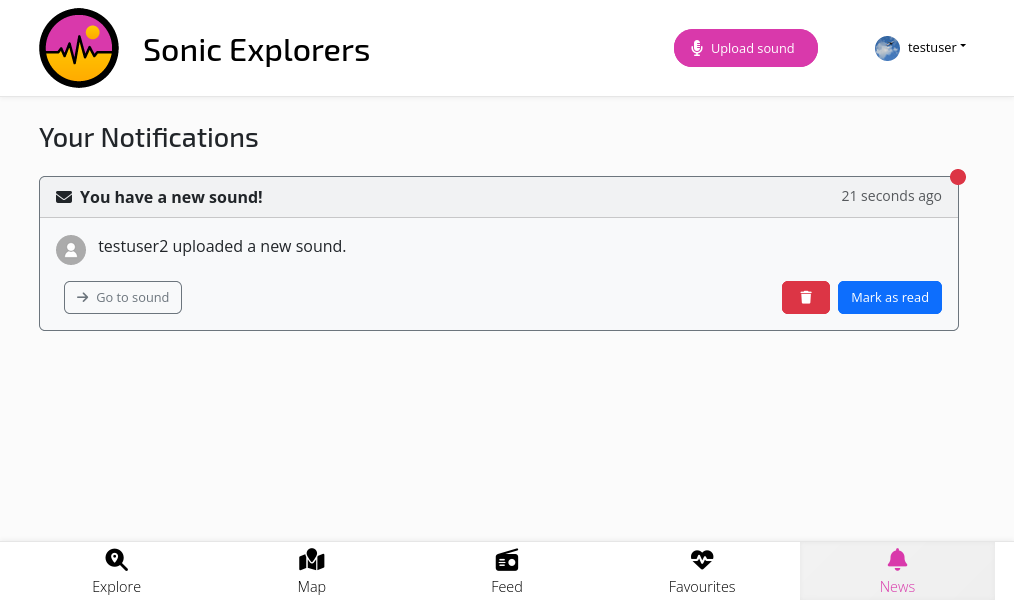 Sonic Explorers
Upload sound
testuser
Your Notifications
You have a new sound!
21 seconds ago
testuser2 uploaded a new sound.
Go to sound
Mark as read
Explore
Map
Feed
Favourites
News